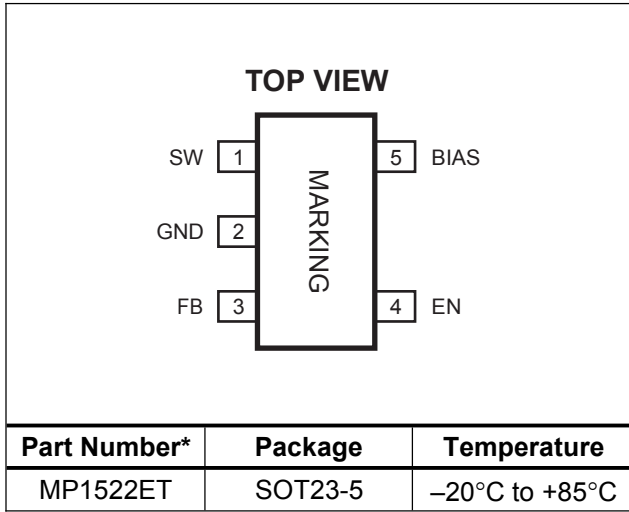 TOP VIEW
SW 1 5 BIAS
MARKING
GND 2
FB 3 4 EN
Part Number* Package Temperature
MP1522ET SOT23-5 –20°C to +85°C